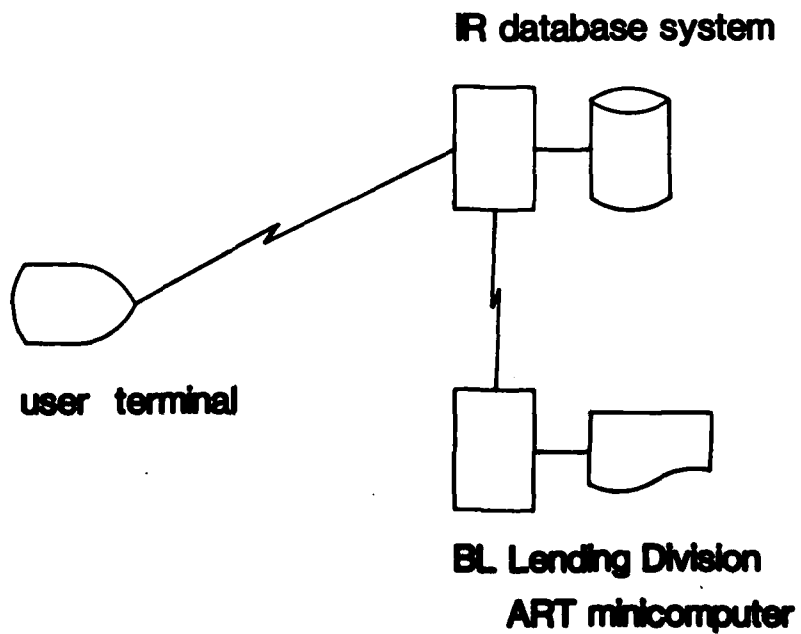 IR database system
user terminal
BL Lending Division
ART minicomputer